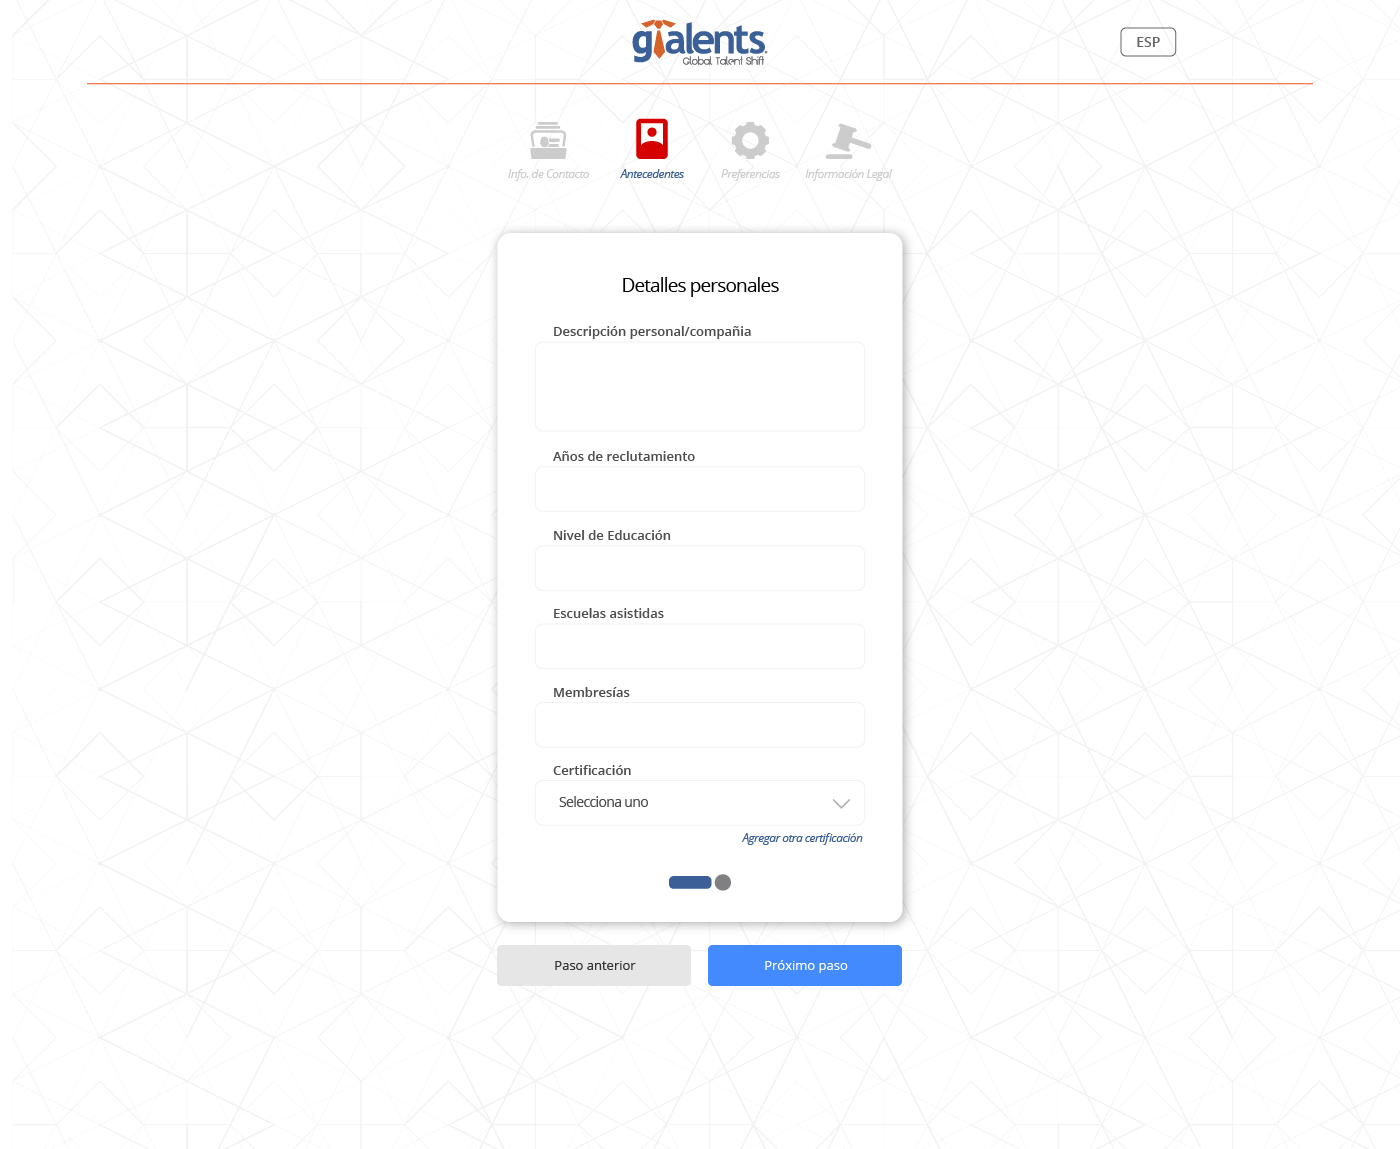 gtalents
Global Talent Shift
ESP
Info. de Contacto
Antecedentes
Preferencias
Información Legal
Detalles personales
Descripción personal/compañia
Años de reclutamiento
Nivel de Educación
Escuelas asistidas
Membresías
Certificación
Selecciona uno
Agregar otra certificación
Paso anterior
Próximo paso